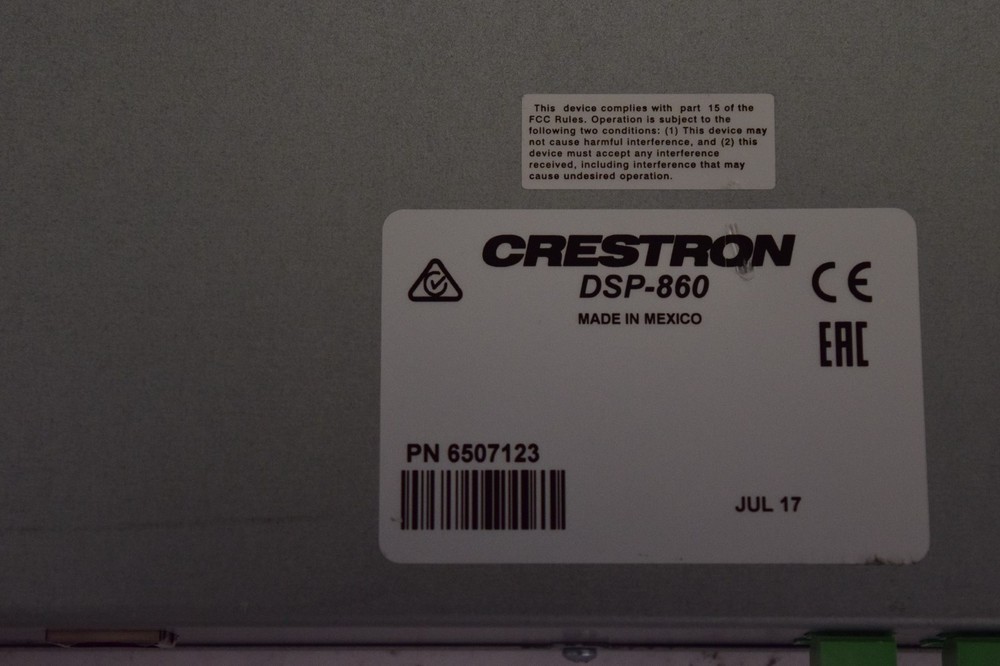 This device complies with part 15 of the
FCC Rules. Operation is subject to the
following two conditions: (1) This device may
not cause harmful interference, and (2) this
device must accept any interference
received, including interference that may
cause undesired operation.
CRESTRON
DSP-860
MADE IN MEXICO
CE
EAC
PN 6507123
JUL 17